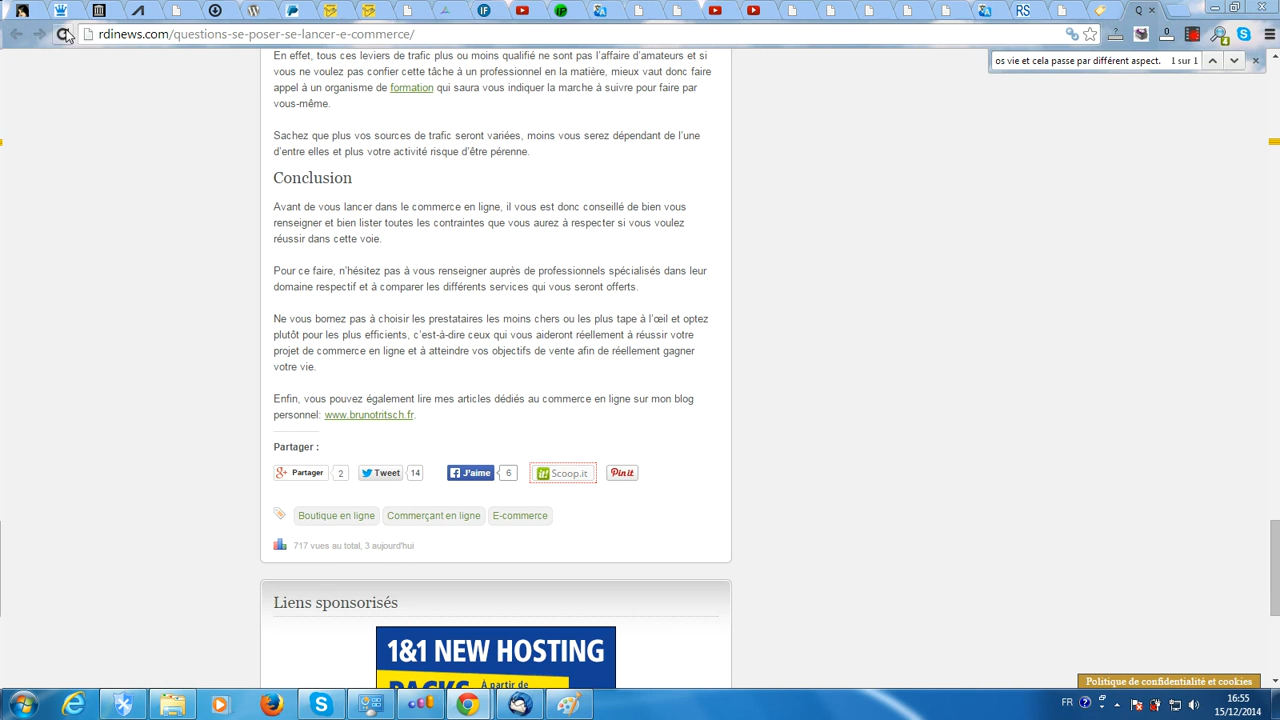 Q
rdinews.com/questions-se-poser-se-lancer-e-commerce/
os vie et cela passe par différent aspect. 1 sur 1
En effet, tous ces leviers de trafic plus ou moins qualifié ne sont pas l'affaire d'amateurs et si
vous ne voulez pas confier cette tâche à un professionnel en la matière, mieux vaut donc faire
appel à un organisme de formation qui saura vous indiquer la marche à suivre pour faire par
vous-même.
Sachez que plus vos sources de trafic seront variées, moins vous serez dépendant de l'une
d'entre elles et plus votre activité risque d'être pérenne.
Conclusion
Avant de vous lancer dans le commerce en ligne, il vous est donc conseillé de bien vous
renseigner et bien lister toutes les contraintes que vous aurez à respecter si vous voulez
réussir dans cette voie.
Pour ce faire, n'hésitez pas à vous renseigner auprès de professionnels spécialisés dans leur
domaine respectif et à comparer les différents services qui vous seront offerts.
Ne vous bornez pas à choisir les prestataires les moins chers ou les plus tape à l'œil et optez
plutôt pour les plus efficients, c'est-à-dire ceux qui vous aideront réellement à réussir votre
projet de commerce en ligne et à atteindre vos objectifs de vente afin de réellement gagner
votre vie.
Enfin, vous pouvez également lire mes articles dédiés au commerce en ligne sur mon blog
personnel: www.brunotritsch.fr.
Partager :
Partager 2 Tweet 14 J'aime 6 it! Scoop.it Pinit
Boutique en ligne Commerçant en ligne E-commerce
717 vues au total, 3 aujourd'hui
Liens sponsorisés
1&1 NEW HOSTING
PACKS À partir de
Politique de confidentialité et cookies
FR 16:55
15/12/2014